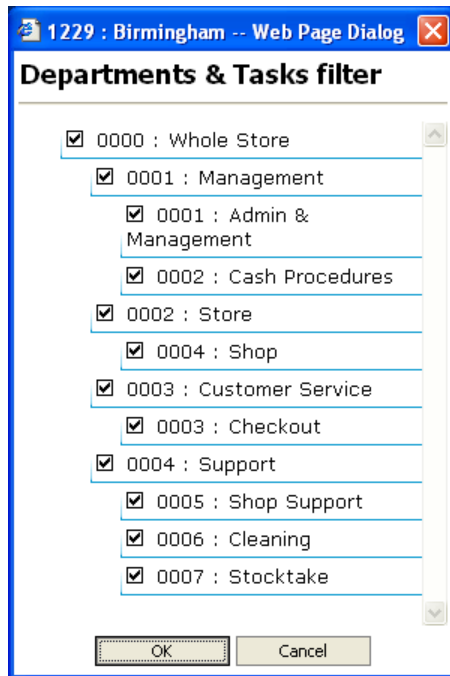 1229 : Birmingham -- Web Page Dialog
Departments & Tasks filter
0000 : Whole Store
0001 : Management
0001 : Admin &
Management
0002 : Cash Procedures
0002 : Store
0004 : Shop
0003 : Customer Service
0003 : Checkout
0004 : Support
0005 : Shop Support
0006 : Cleaning
0007 : Stocktake
OK Cancel